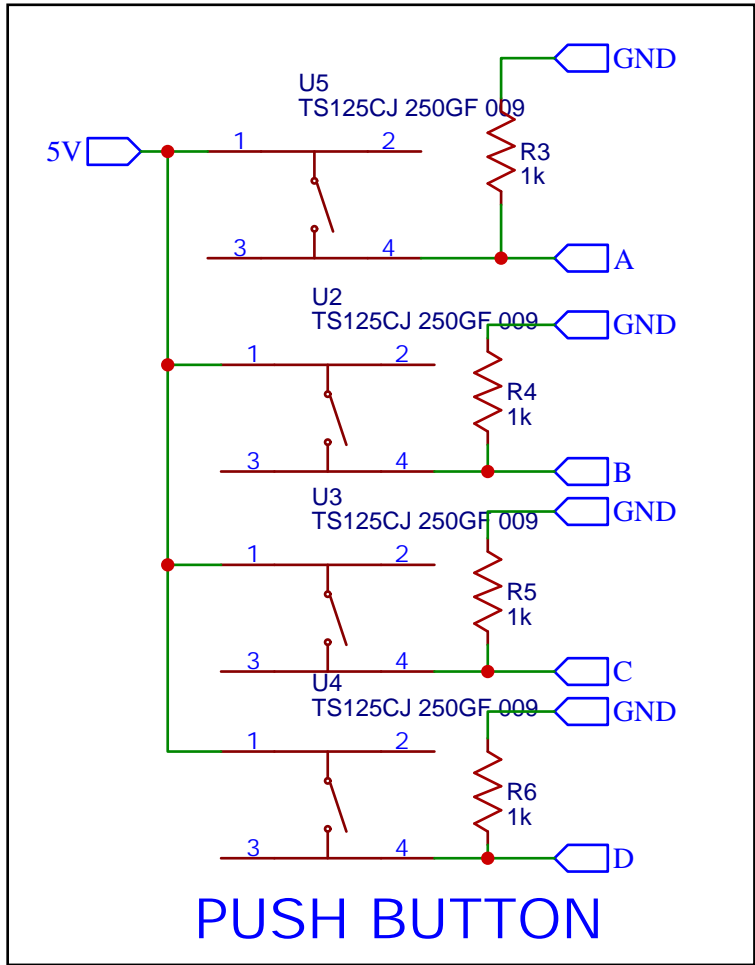 GND
U5
TS125CJ 250GF 009
5V
1 2
R3
1k
3 4
A
U2
TS125CJ 250GF 009
GND
1 2
R4
1k
3 4
B
U3
TS125CJ 250GF 009
GND
1 2
R5
1k
3 4
C
U4
TS125CJ 250GF 009
GND
1 2
R6
1k
3 4
D
PUSH BUTTON